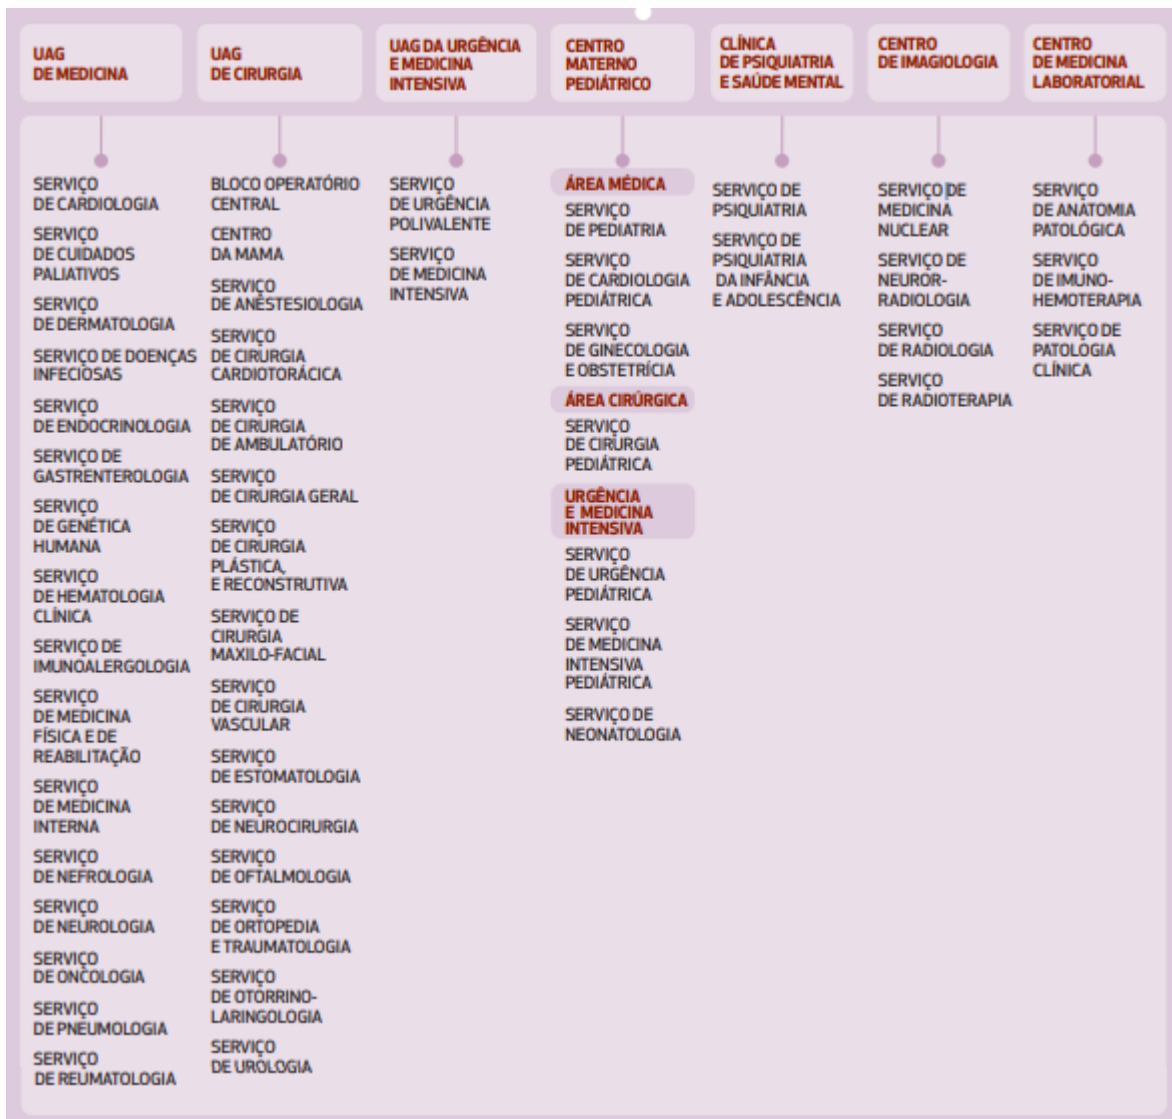 UAG
DE MEDICINA
SERVIÇO
DE CARDIOLOGIA
SERVIÇO
DE CUIDADOS
PALIATIVOS
SERVIÇO
DE DERMATOLOGIA
SERVIÇO DE DOENÇAS
INFECIOSAS
SERVIÇO
DE ENDOCRINOLOGIA
SERVIÇO DE
GASTRENTEROLOGIA
SERVIÇO
DE GENÉTICA
HUMANA
SERVIÇO
DE HEMATOLOGIA
CLÍNICA
SERVIÇO DE
IMUNOALERGOLOGIA
SERVIÇO
DE MEDICINA
FÍSICA E DE
REABILITAÇÃO
SERVIÇO
DE MEDICINA
INTERNA
SERVIÇO
DE NEFROLOGIA
SERVIÇO
DE NEUROLOGIA
SERVIÇO
DE ONCOLOGIA
SERVIÇO
DE PNEUMOLOGIA
SERVIÇO
DE REUMATOLOGIA
UAG
DE CIRURGIA
BLOCO OPERATÓRIO
CENTRAL
CENTRO
DA MAMA
SERVIÇO
DE ANESTESIOLOGIA
SERVIÇO
DE CIRURGIA
CARDIOTORÁCICA
SERVIÇO
DE CIRURGIA
DE AMBULATÓRIO
SERVIÇO
DE CIRURGIA GERAL
SERVIÇO
DE CIRURGIA
PLÁSTICA,
E RECONSTRUTIVA
SERVIÇO DE
CIRURGIA
MAXILO-FACIAL
SERVIÇO
DE CIRURGIA
VASCULAR
SERVIÇO
DE ESTOMATOLOGIA
SERVIÇO
DE NEUROCIRURGIA
SERVIÇO
DE OFTALMOLOGIA
SERVIÇO
DE ORTOPEDIA
E TRAUMATOLOGIA
SERVIÇO
DE OTORRINO-
LARINGOLOGIA
SERVIÇO
DE UROLOGIA
UAG DA URGÊNCIA
E MEDICINA
INTENSIVA
SERVIÇO
DE URGÊNCIA
POLIVALENTE
SERVIÇO
DE MEDICINA
INTENSIVA
CENTRO
MATERNO
PEDIÁTRICO
ÁREA MÉDICA
SERVIÇO
DE PEDIATRIA
SERVIÇO
DE CARDIOLOGIA
PEDIÁTRICA
SERVIÇO
DE GINECOLOGIA
E OBSTETRÍCIA
ÁREA CIRÚRGICA
SERVIÇO
DE CIRURGIA
PEDIÁTRICA
URGÊNCIA
E MEDICINA
INTENSIVA
SERVIÇO
DE URGÊNCIA
PEDIÁTRICA
SERVIÇO
DE MEDICINA
INTENSIVA
PEDIÁTRICA
SERVIÇO DE
NEONATOLOGIA
CLÍNICA
DE PSIQUIATRIA
E SAÚDE MENTAL
SERVIÇO DE
PSIQUIATRIA
SERVIÇO DE
PSIQUIATRIA
DA INFÂNCIA
E ADOLESCÊNCIA
CENTRO
DE IMAGIOLOGIA
SERVIÇO DE
MEDICINA
NUCLEAR
SERVIÇO DE
NEUROR-
RADIOLOGIA
SERVIÇO
DE RADIOLOGIA
SERVIÇO
DE RADIOTERAPIA
CENTRO
DE MEDICINA
LABORATORIAL
SERVIÇO
DE ANATOMIA
PATOLÓGICA
SERVIÇO
DE IMUNO-
HEMOTERAPIA
SERVIÇO DE
PATOLOGIA
CLÍNICA